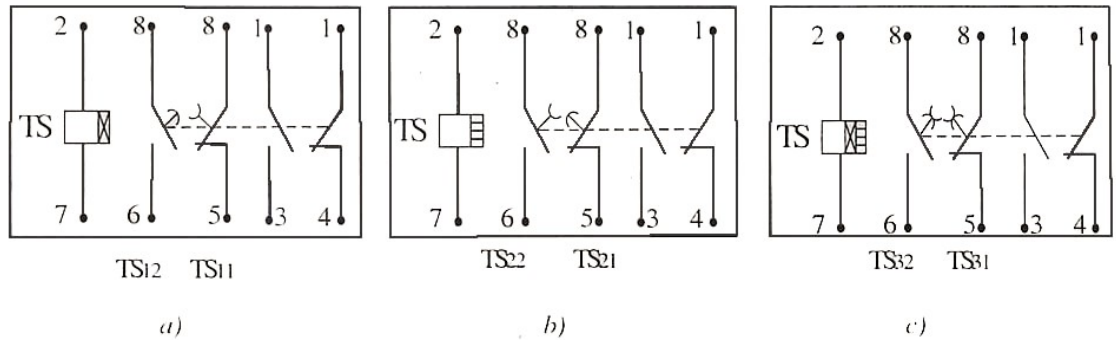 2 8 8 1 1 2 8 8 1 1 2 8 8 1 1
TS TS TS
7 6 5 3 4 7 6 5 3 4 7 6 5 3 4
TS12 TS11 TS22 TS21 TS32 TS31
a) b) c)